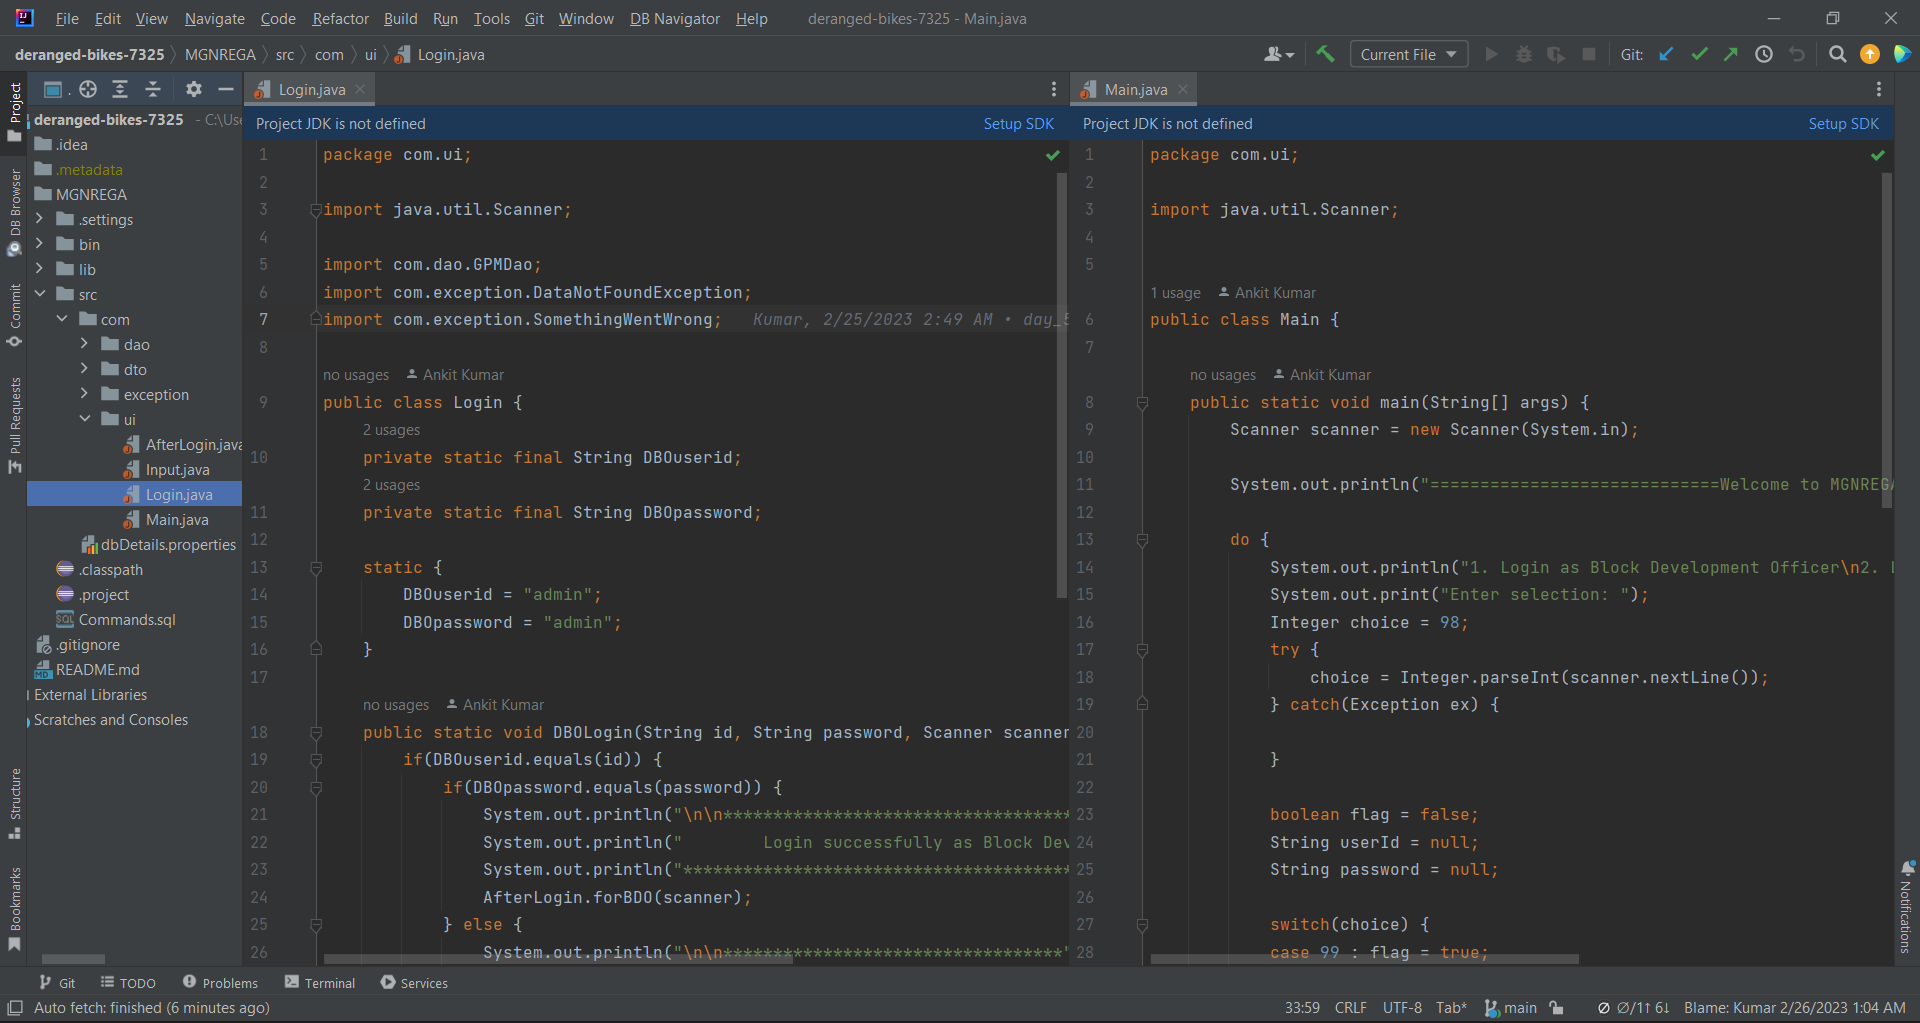 File Edit View Navigate Code Refactor Build Run Tools Git Window DB Navigator Help deranged-bikes-7325 - Main.java
deranged-bikes-7325 MGNREGA src com ui Login.java
Current File
Git:
Project
DB Browser
Commit
Pull Requests
Structure
Bookmarks
deranged-bikes-7325 - C:\Use
.idea
.metadata
MGNREGA
.settings
bin
lib
src
com
dao
dto
exception
ui
AfterLogin.java
Input.java
Login.java
Main.java
dbDetails.properties
.classpath
.project
Commands.sql
.gitignore
README.md
External Libraries
Scratches and Consoles
Login.java
Project JDK is not defined Setup SDK
1 package com.ui;
2
3 import java.util.Scanner;
4
5 import com.dao.GPMDao;
6 import com.exception.DataNotFoundException;
7 import com.exception.SomethingWentWrong; Kumar, 2/25/2023 2:49 AM • day_5
8
no usages Ankit Kumar
9 public class Login {
2 usages
10 private static final String DBOuserid;
2 usages
11 private static final String DBOpassword;
12
13 static {
14 DBOuserid = "admin";
15 DBOpassword = "admin";
16 }
17
no usages Ankit Kumar
18 public static void DBOLogin(String id, String password, Scanner scanner
19 if(DBOuserid.equals(id)) {
20 if(DBOpassword.equals(password)) {
21 System.out.println("\n\n***********************************
22 System.out.println(" Login successfully as Block Dev
23 System.out.println("***************************************
24 AfterLogin.forBDO(scanner);
25 } else {
26 System.out.println("\n\n**********************************"
Main.java
Project JDK is not defined Setup SDK
1 package com.ui;
2
3 import java.util.Scanner;
4
5
1 usage Ankit Kumar
6 public class Main {
7
no usages Ankit Kumar
8 public static void main(String[] args) {
9 Scanner scanner = new Scanner(System.in);
10
11 System.out.println("=============================Welcome to MGNREGA
12
13 do {
14 System.out.println("1. Login as Block Development Officer\n2. L
15 System.out.print("Enter selection: ");
16 Integer choice = 98;
17 try {
18 choice = Integer.parseInt(scanner.nextLine());
19 } catch(Exception ex) {
20
21 }
22
23 boolean flag = false;
24 String userId = null;
25 String password = null;
26
27 switch(choice) {
28 case 99 : flag = true;
Notifications
Git TODO Problems Terminal Services
Auto fetch: finished (6 minutes ago) 33:59 CRLF UTF-8 Tab* main Ø/1↑ 6↓ Blame: Kumar 2/26/2023 1:04 AM